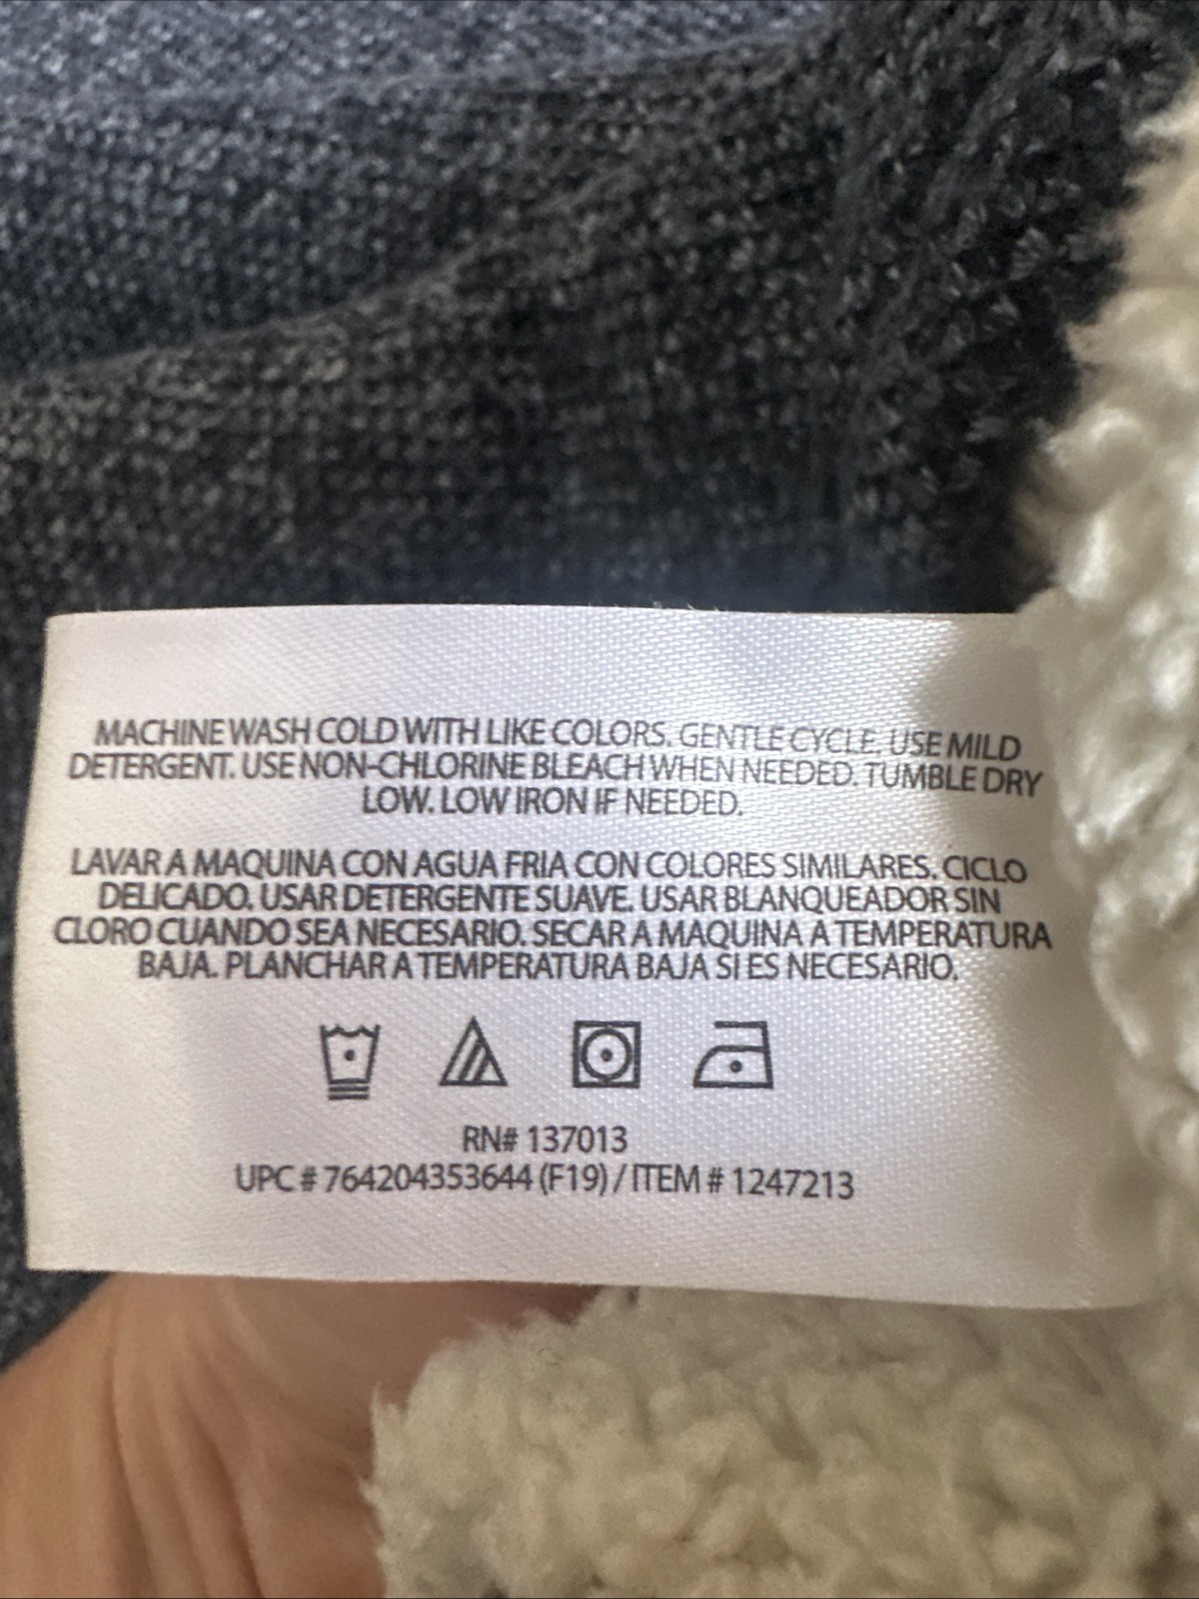 MACHINE WASH COLD WITH LIKE COLORS. GENTLE CYCLE. USE MILD
DETERGENT. USE NON-CHLORINE BLEACH WHEN NEEDED. TUMBLE DRY
LOW. LOW IRON IF NEEDED.
LAVAR A MAQUINA CON AGUA FRIA CON COLORES SIMILARES. CICLO
DELICADO. USAR DETERGENTE SUAVE. USAR BLANQUEADOR SIN
CLORO CUANDO SEA NECESARIO. SECAR A MAQUINA A TEMPERATURA
BAJA. PLANCHAR A TEMPERATURA BAJA SI ES NECESARIO.
RN# 137013
UPC # 764204353644 (F19) / ITEM # 1247213